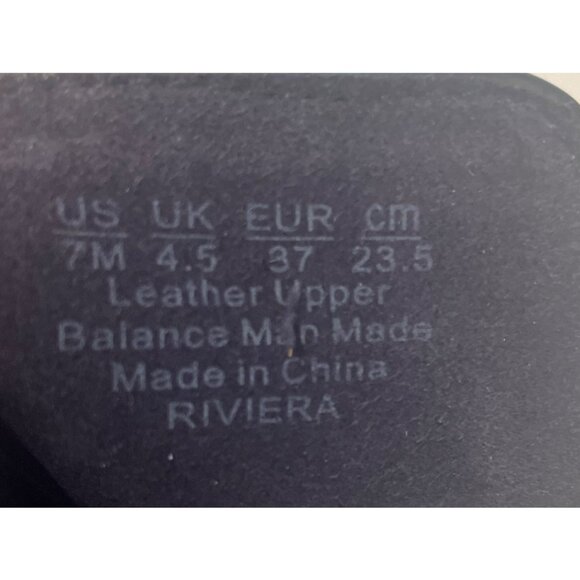 US UK EUR cm
7M 4.5 37 23.5
Leather Upper
Balance Man Made
Made in China
RIVIERA